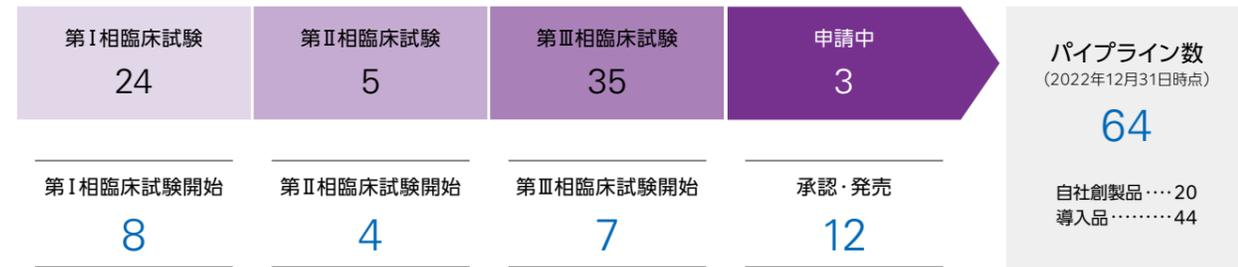 第Ⅰ相臨床試験
24
第Ⅱ相臨床試験
5
第Ⅲ相臨床試験
35
申請中
3
第Ⅰ相臨床試験開始
8
第Ⅱ相臨床試験開始
4
第Ⅲ相臨床試験開始
7
承認・発売
12
パイプライン数
(2022年12月31日時点)
64
自社創製品····20
導入品·········44